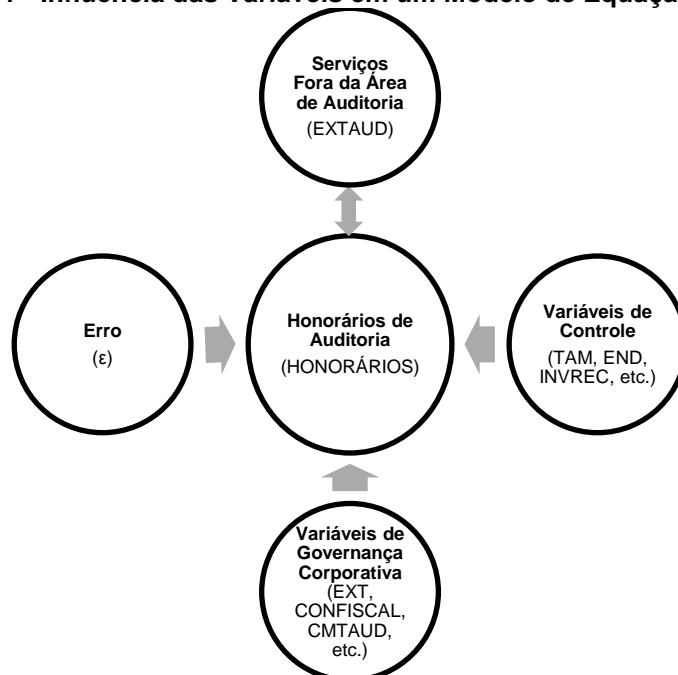 Influência das Variáveis em um Modelo de Equaçã
Serviços
Fora da Área
de Auditoria
(EXTAUD)
Erro
(ε)
Honorários de
Auditoria
(HONORÁRIOS)
Variáveis de
Controle
(TAM, END,
INVREC, etc.)
Variáveis de
Governança
Corporativa
(EXT,
CONFISCAL,
CMTAUD,
etc.)